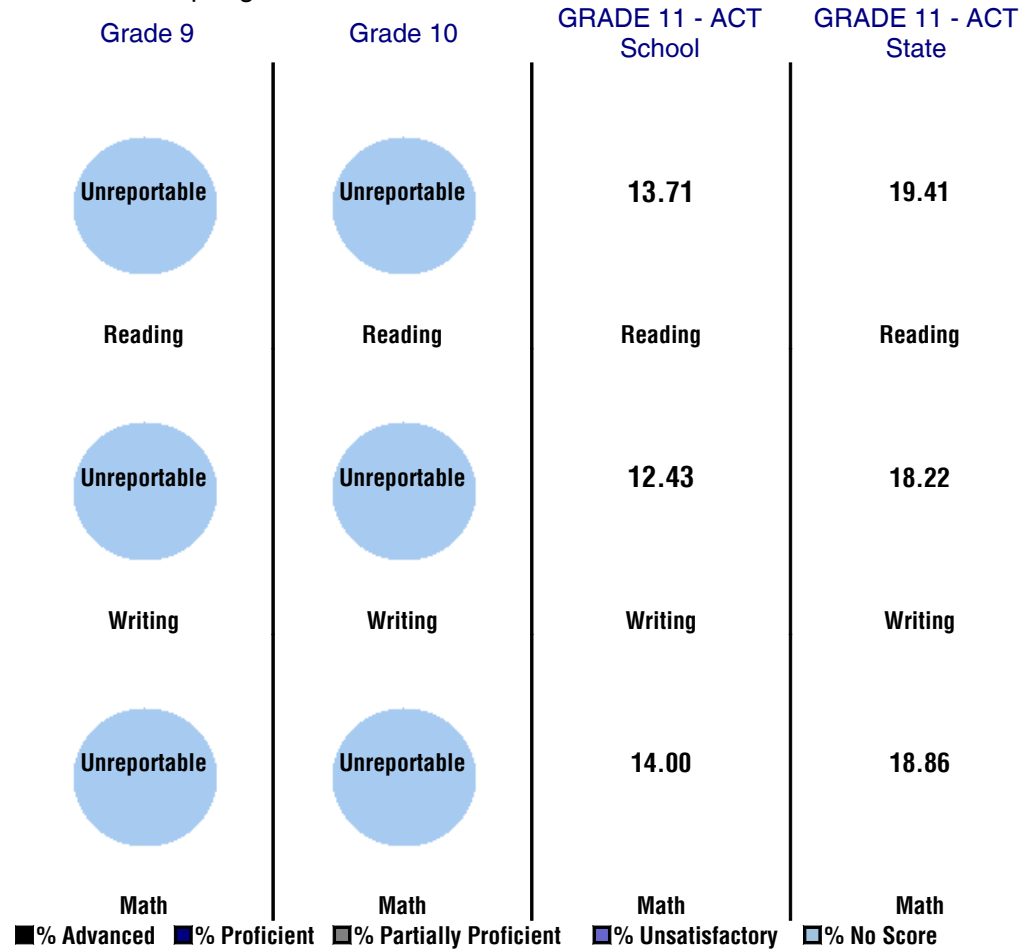 Grade 9 Grade 10 GRADE 11 - ACT School GRADE 11 - ACT State
Unreportable Unreportable 13.71 19.41
Reading Reading Reading Reading
Unreportable Unreportable 12.43 18.22
Writing Writing Writing Writing
Unreportable Unreportable 14.00 18.86
Math Math Math Math
% Advanced % Proficient % Partially Proficient % Unsatisfactory % No Score